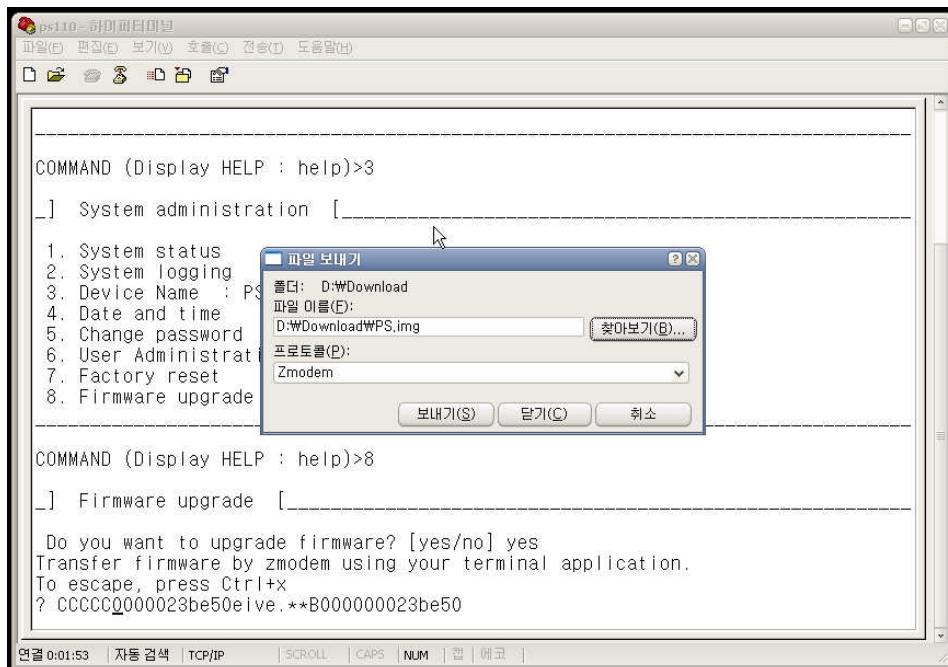 ps110 - 하이퍼터미널
파일(F) 편집(E) 보기(V) 호출(C) 전송(T) 도움말(H)
COMMAND (Display HELP : help)>3
_] System administration [_
1. System status
2. System logging
3. Device Name : PS
4. Date and time
5. Change password
6. User Administrati
7. Factory reset
8. Firmware upgrade
파일 보내기
폴더: D:\Download
파일 이름(F):
D:\Download\PS.img
찾아보기(B)...
프로토콜(P):
Zmodem
보내기(S) 닫기(C) 취소
COMMAND (Display HELP : help)>8
_] Firmware upgrade [_
Do you want to upgrade firmware? [yes/no] yes
Transfer firmware by zmodem using your terminal application.
To escape, press Ctrl+x
? CCCCC0000023be50eive.**B000000023be50
연결 0:01:53 자동 검색 TCP/IP SCROLL CAPS NUM 캡 에코